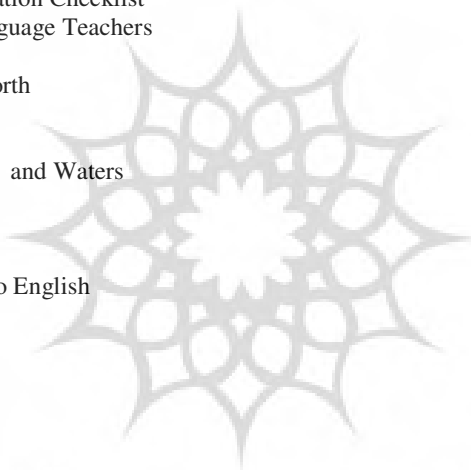 ation Checklist
guage Teachers
orth
and Waters
o English